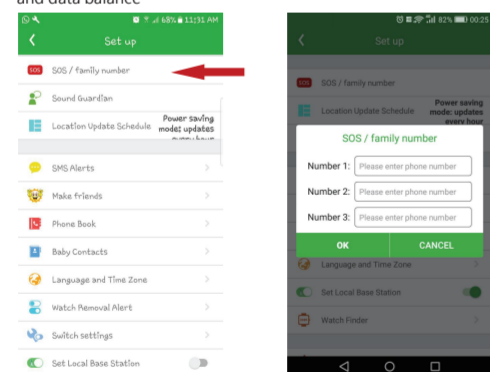 and data balance
68% 11:31 AM
Set up
SOS SOS / family number
Sound Guardian
Location Update Schedule
Power saving
mode: updates
every hour
SMS Alerts
Make friends
Phone Book
Baby Contacts
Language and Time Zone
Watch Removal Alert
Switch settings
Set Local Base Station
82% 00:25
Set up
SOS SOS / family number
Location Update Schedule
Power saving
mode: updates
every hour
SOS / family number
Number 1: Please enter phone number
Number 2: Please enter phone number
Number 3: Please enter phone number
OK CANCEL
Language and Time Zone
Set Local Base Station
Watch Finder